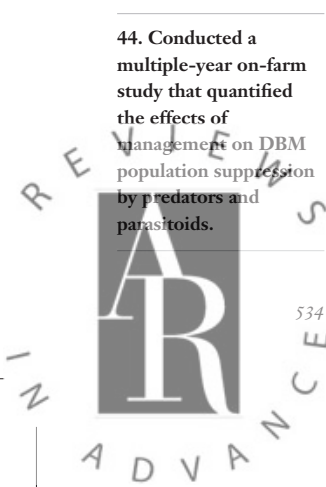 44. Conducted a
multiple-year on-farm
study that quantified
the effects of
management on DBM
population suppression
by predators and
parasitoids.
534
REVIEWS
AR
IN ADVANCE